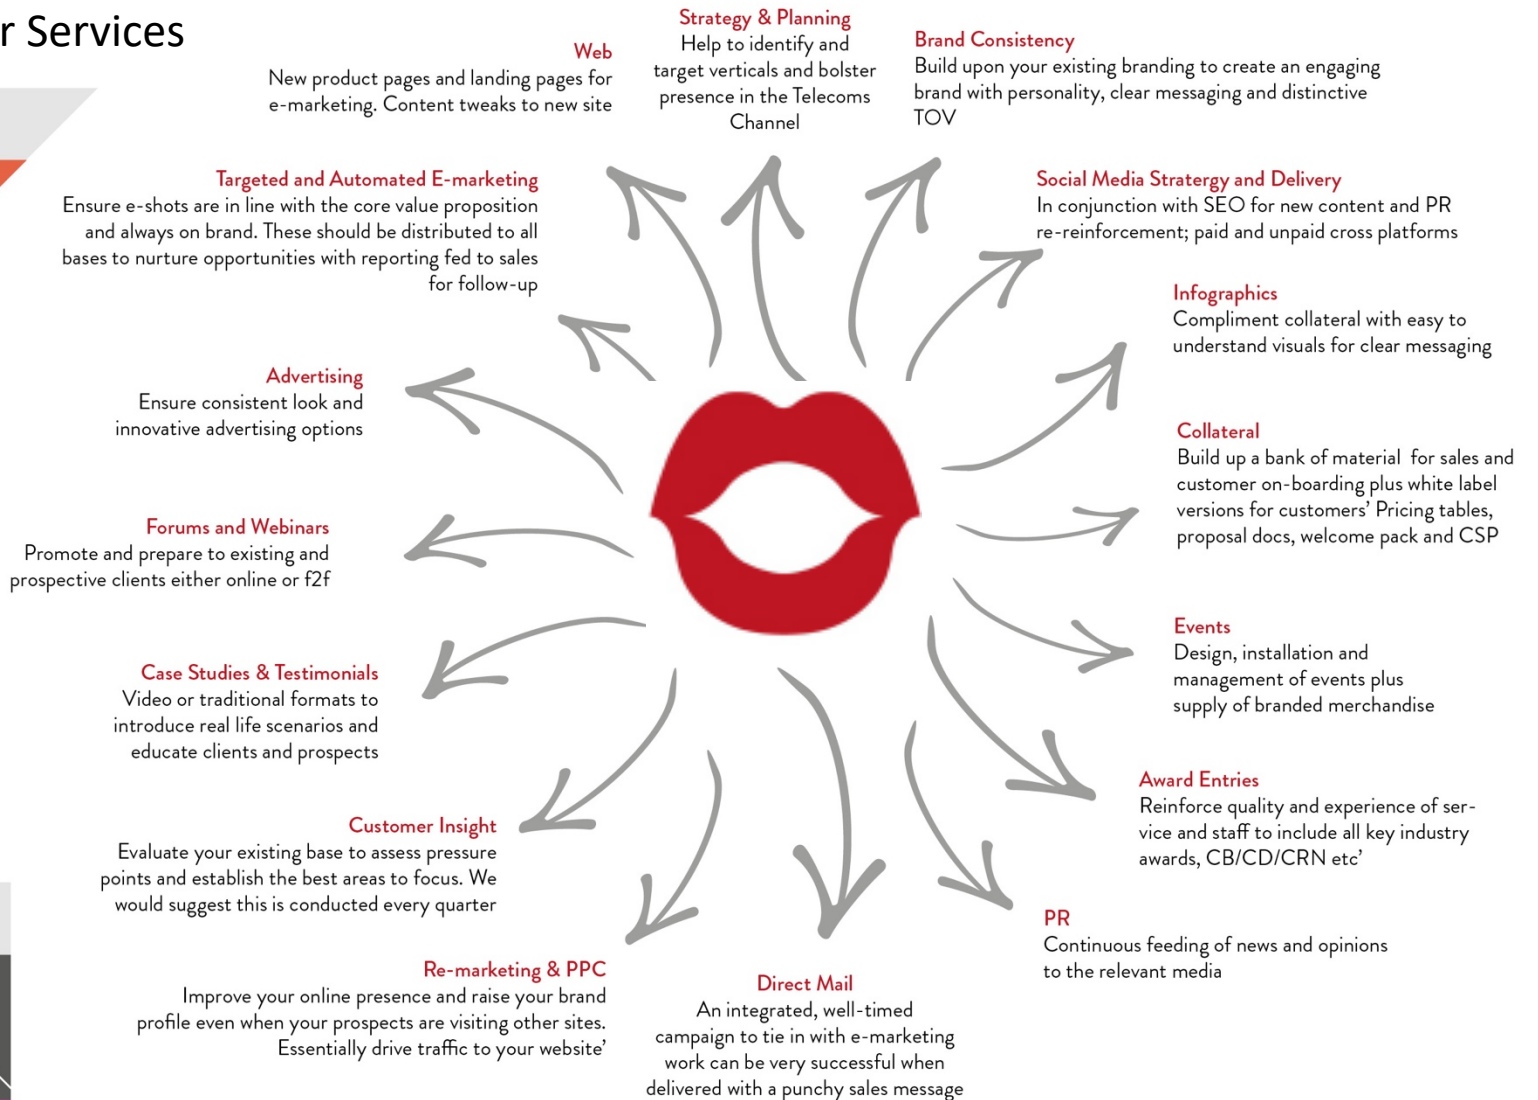 r Services
Web
New product pages and landing pages for
e-marketing. Content tweaks to new site
Strategy & Planning
Help to identify and
target verticals and bolster
presence in the Telecoms
Channel
Brand Consistency
Build upon your existing branding to create an engaging
brand with personality, clear messaging and distinctive
TOV
Targeted and Automated E-marketing
Ensure e-shots are in line with the core value proposition
and always on brand. These should be distributed to all
bases to nurture opportunities with reporting fed to sales
for follow-up
Social Media Stratergy and Delivery
In conjunction with SEO for new content and PR
re-reinforcement; paid and unpaid cross platforms
Infographics
Compliment collateral with easy to
understand visuals for clear messaging
Advertising
Ensure consistent look and
innovative advertising options
Collateral
Build up a bank of material for sales and
customer on-boarding plus white label
versions for customers’ Pricing tables,
proposal docs, welcome pack and CSP
Forums and Webinars
Promote and prepare to existing and
prospective clients either online or f2f
Events
Design, installation and
management of events plus
supply of branded merchandise
Case Studies & Testimonials
Video or traditional formats to
introduce real life scenarios and
educate clients and prospects
Award Entries
Reinforce quality and experience of ser-
vice and staff to include all key industry
awards, CB/CD/CRN etc’
Customer Insight
Evaluate your existing base to assess pressure
points and establish the best areas to focus. We
would suggest this is conducted every quarter
PR
Continuous feeding of news and opinions
to the relevant media
Re-marketing & PPC
Improve your online presence and raise your brand
profile even when your prospects are visiting other sites.
Essentially drive traffic to your website’
Direct Mail
An integrated, well-timed
campaign to tie in with e-marketing
work can be very successful when
delivered with a punchy sales message